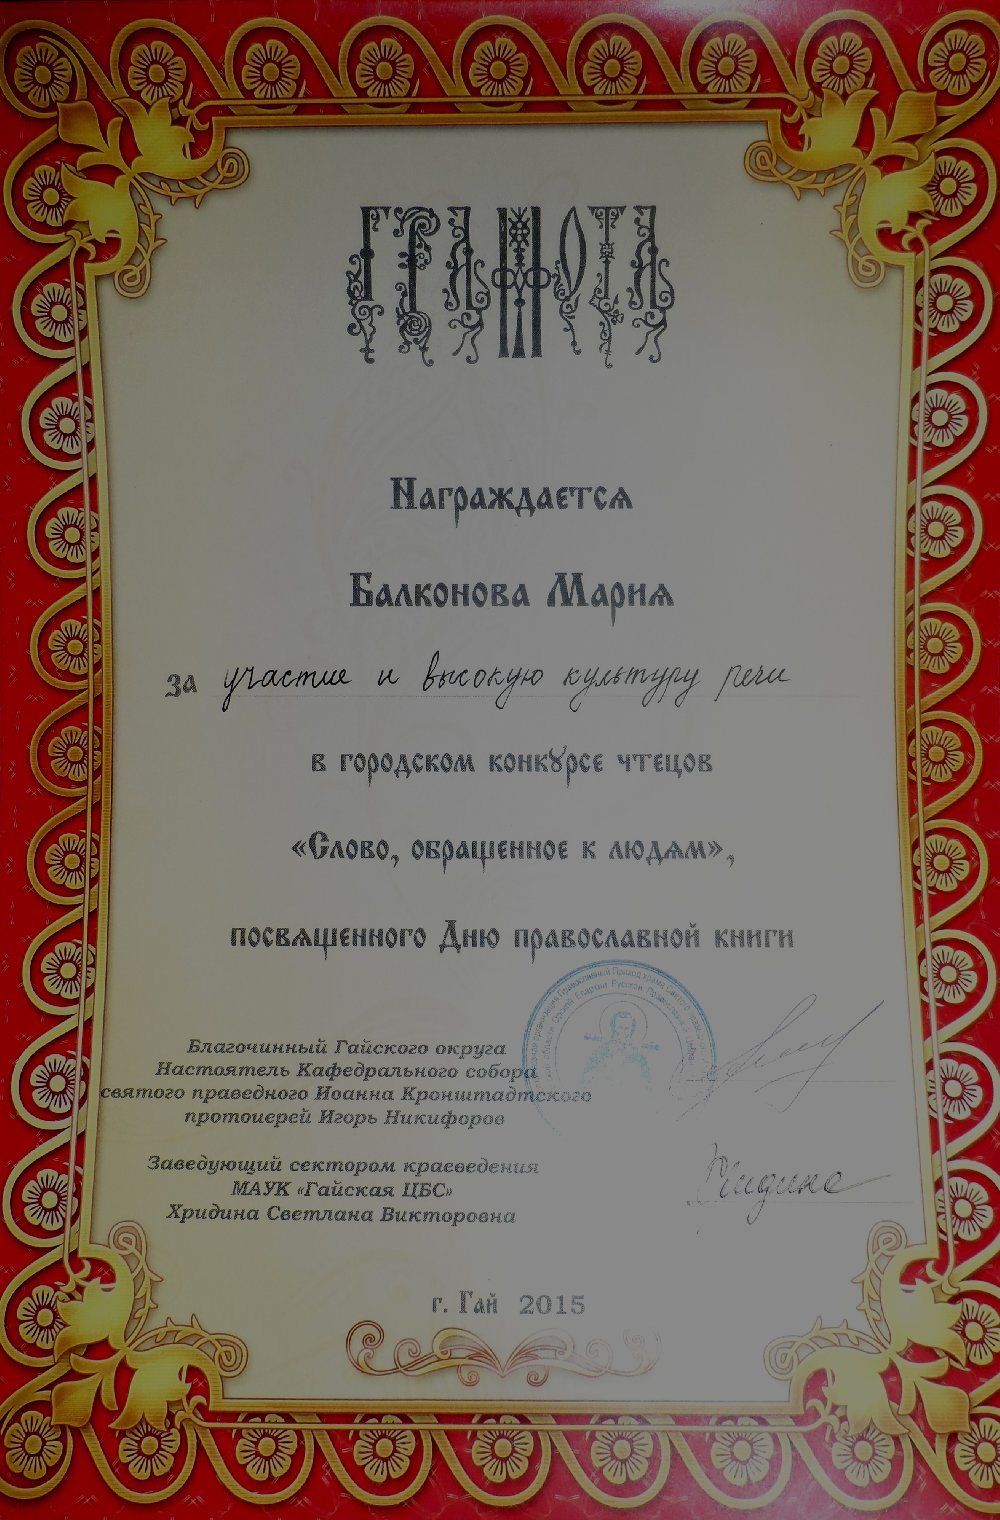 ГРАМОТА
Награждается
Балконова Мария
за участие и высокую культуру речи
в городском конкурсе чтецов
«Слово, обращенное к людям»,
посвященного Дню православной книги
Благочинный Гайского округа
Настоятель Кафедрального собора
святого праведного Иоанна Кронштадтского
протоиерей Игорь Никифоров
Заведующий сектором краеведения
МАУК «Гайская ЦБС»
Хридина Светлана Викторовна
г. Гай 2015